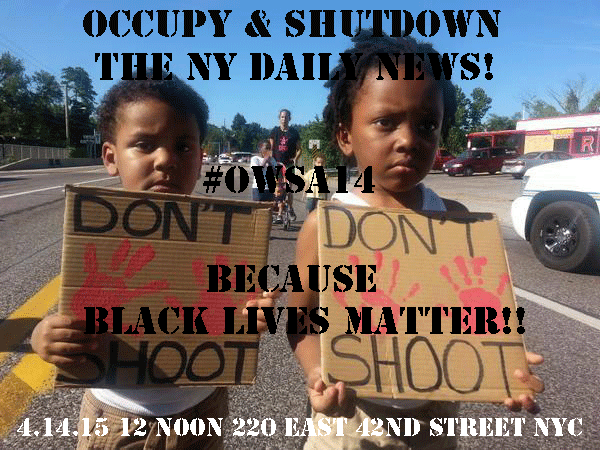 OCCUPY & SHUTDOWN
THE NY DAILY NEWS!
#OWSA14
DON'T
DON'T
BECAUSE
BLACK LIVES MATTER!!
SHOOT
SHOOT
4.14.15 12 NOON 220 EAST 42ND STREET NYC
R